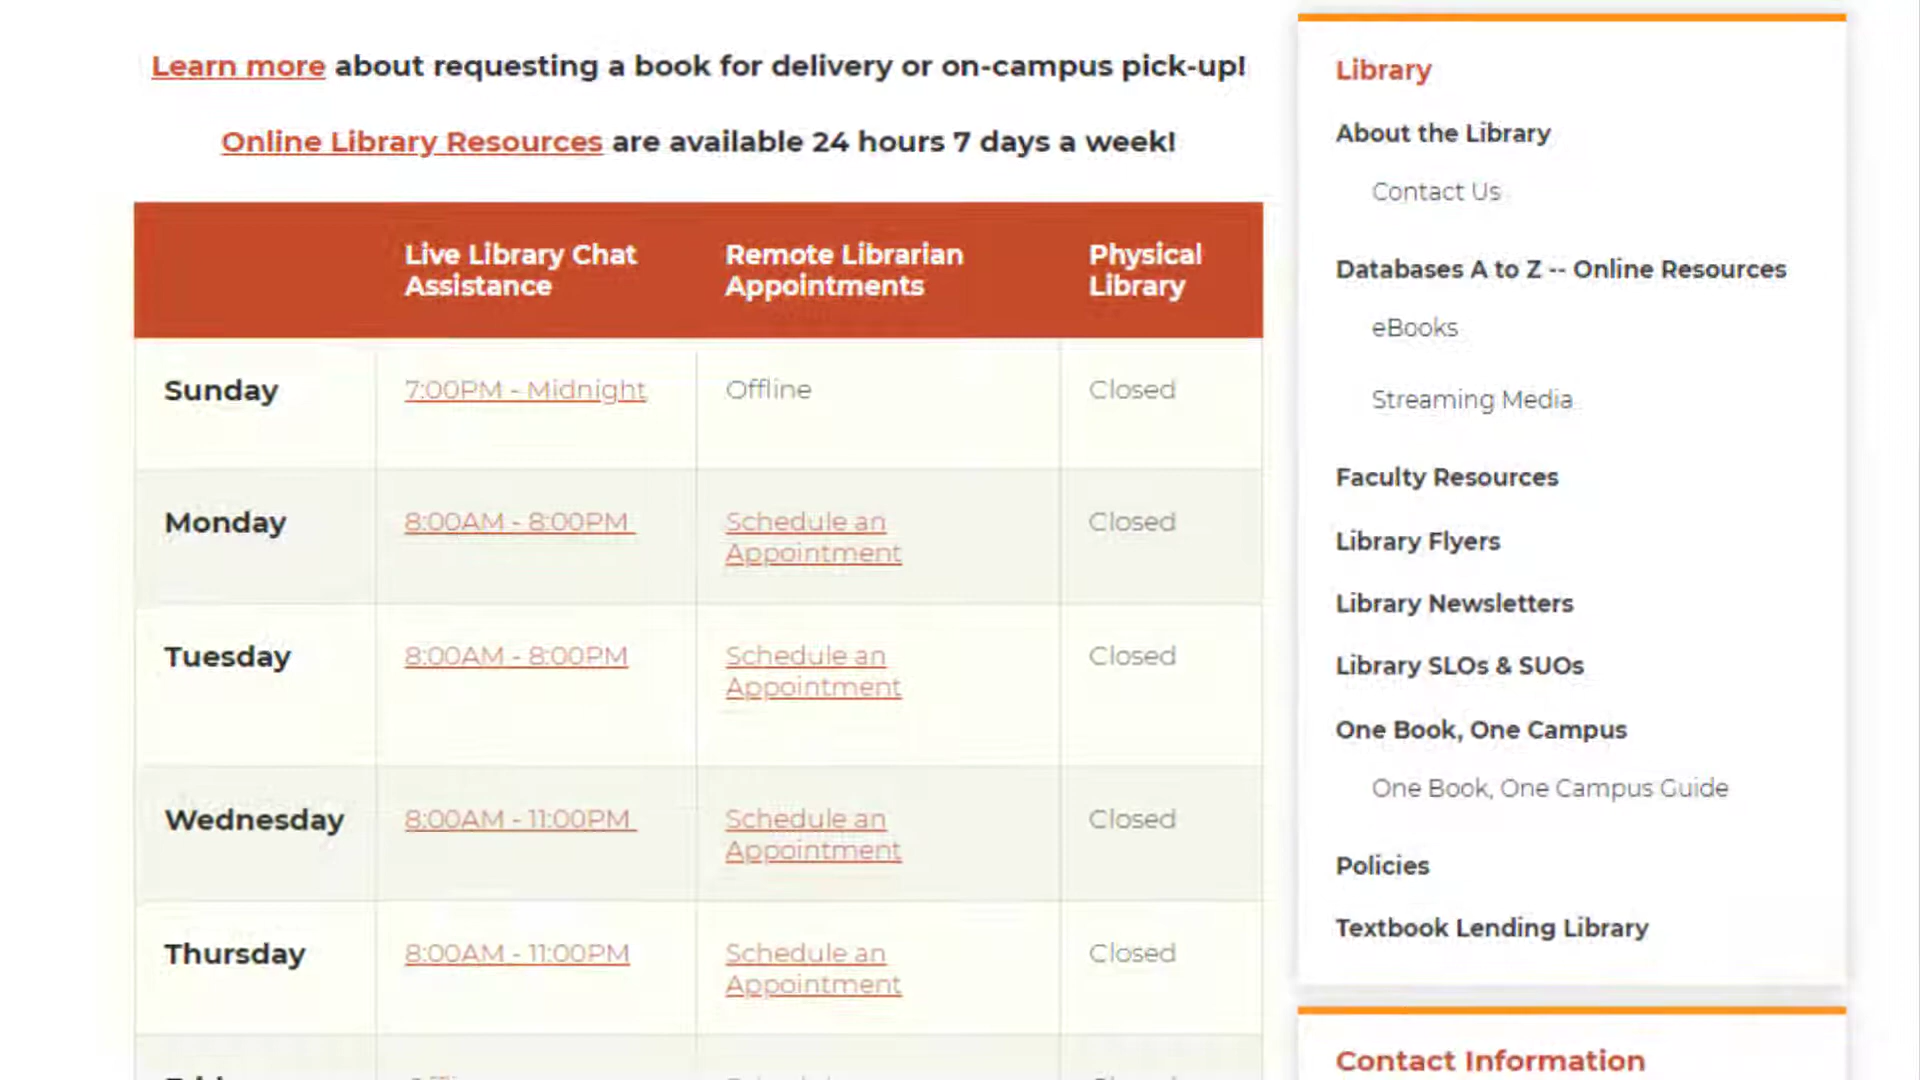 Learn more about requesting a book for delivery or on-campus pick-up!
Online Library Resources are available 24 hours 7 days a week!
Live Library Chat Assistance
Remote Librarian Appointments
Physical Library
Sunday
7:00PM - Midnight
Offline
Closed
Monday
8:00AM - 8:00PM
Schedule an
Appointment
Closed
Tuesday
8:00AM - 8:00PM
Schedule an
Appointment
Closed
Wednesday
8:00AM - 11:00PM
Schedule an
Appointment
Closed
Thursday
8:00AM - 11:00PM
Schedule an
Appointment
Closed
Library
About the Library
Contact Us
Databases A to Z -- Online Resources
eBooks
Streaming Media
Faculty Resources
Library Flyers
Library Newsletters
Library SLOs & SUOs
One Book, One Campus
One Book, One Campus Guide
Policies
Textbook Lending Library
Contact Information